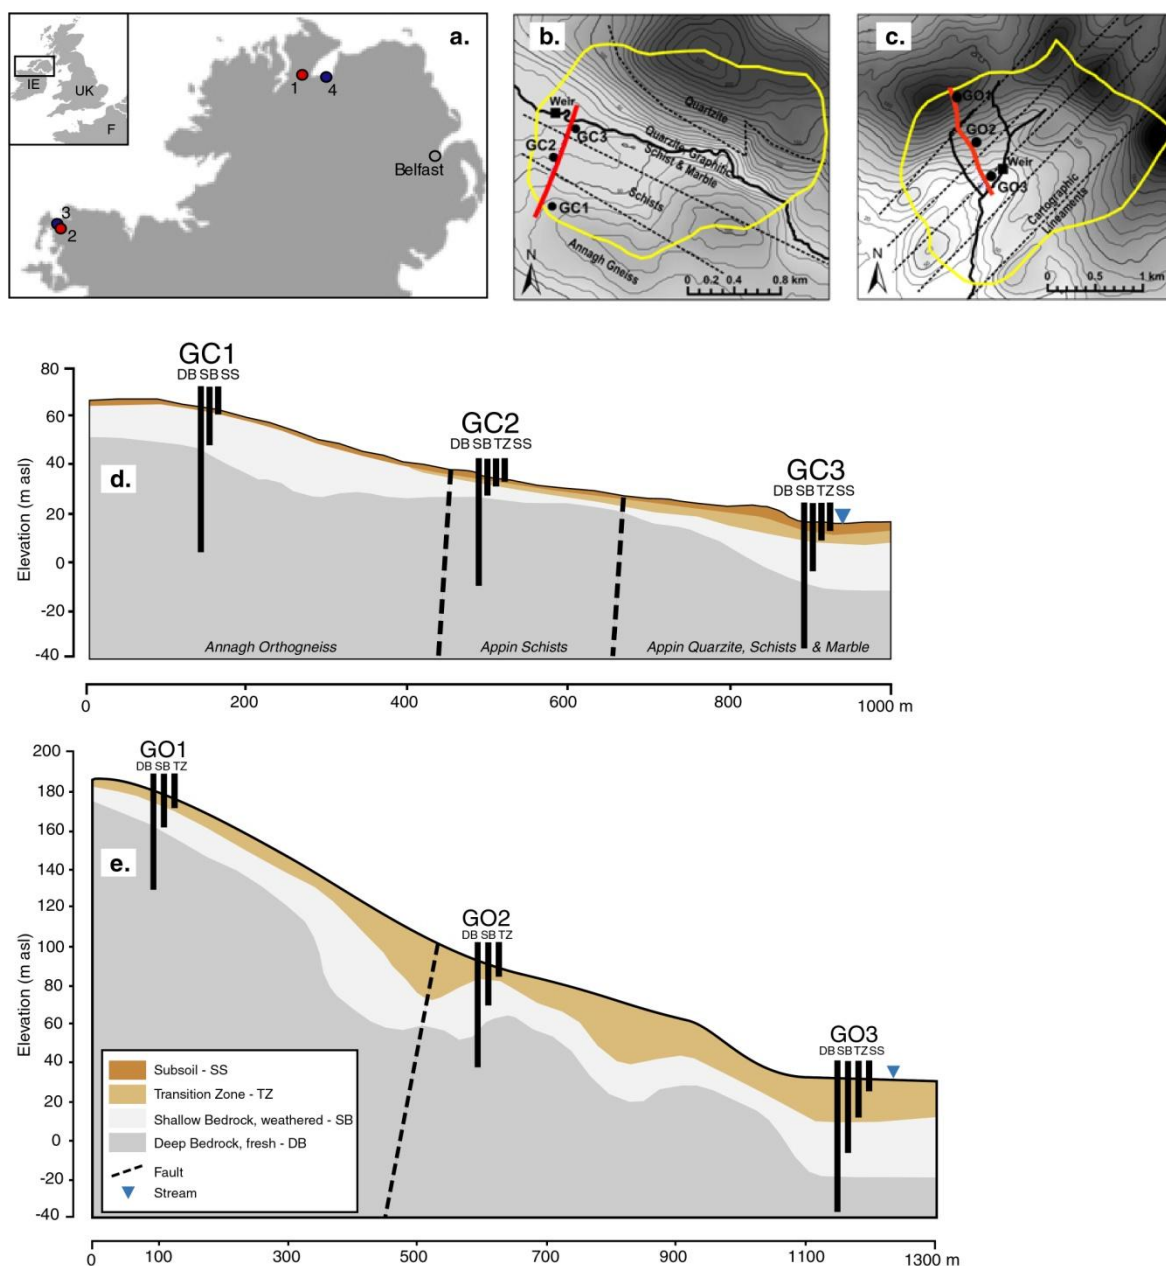 a.
IE
UK
F
1
4
Belfast
3
2
b.
Weir
Quartzite
GC3
Quarzite, Graphitic
Schist & Marble
GC2
Schists
GC1
Annagh Gneiss
N
0 0.2 0.4 0.8 km
c.
GO1
GO2
Weir
GO3
Cartographic
Lineaments
N
0 0.5 1 km
d.
Elevation (m asl)
80
60
40
20
0
-20
-40
GC1
DB SB SS
GC2
DB SB TZ SS
GC3
DB SB TZ SS
Annagh Orthogneiss
Appin Schists
Appin Quarzite, Schists & Marble
0 200 400 600 800 1000 m
e.
Elevation (m asl)
200
180
160
140
120
100
80
60
40
20
0
-20
-40
GO1
DB SB TZ
GO2
DB SB TZ
GO3
DB SB TZ SS
Subsoil - SS
Transition Zone - TZ
Shallow Bedrock, weathered - SB
Deep Bedrock, fresh - DB
Fault
Stream
0 100 300 500 700 900 1100 1300 m